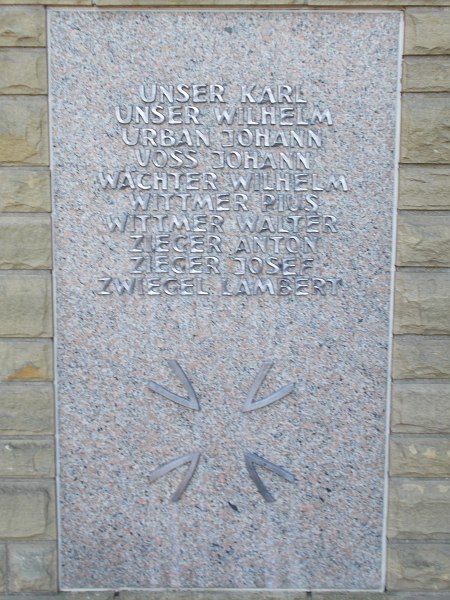 UNSER KARL
UNSER WILHELM
URBAN JOHANN
VOSS JOHANN
WÄCHTER WILHELM
WITTMER PIUS
WITTMER WALTER
ZIEGER ANTON
ZIEGER JOSEF
ZWIEGEL LAMBERT